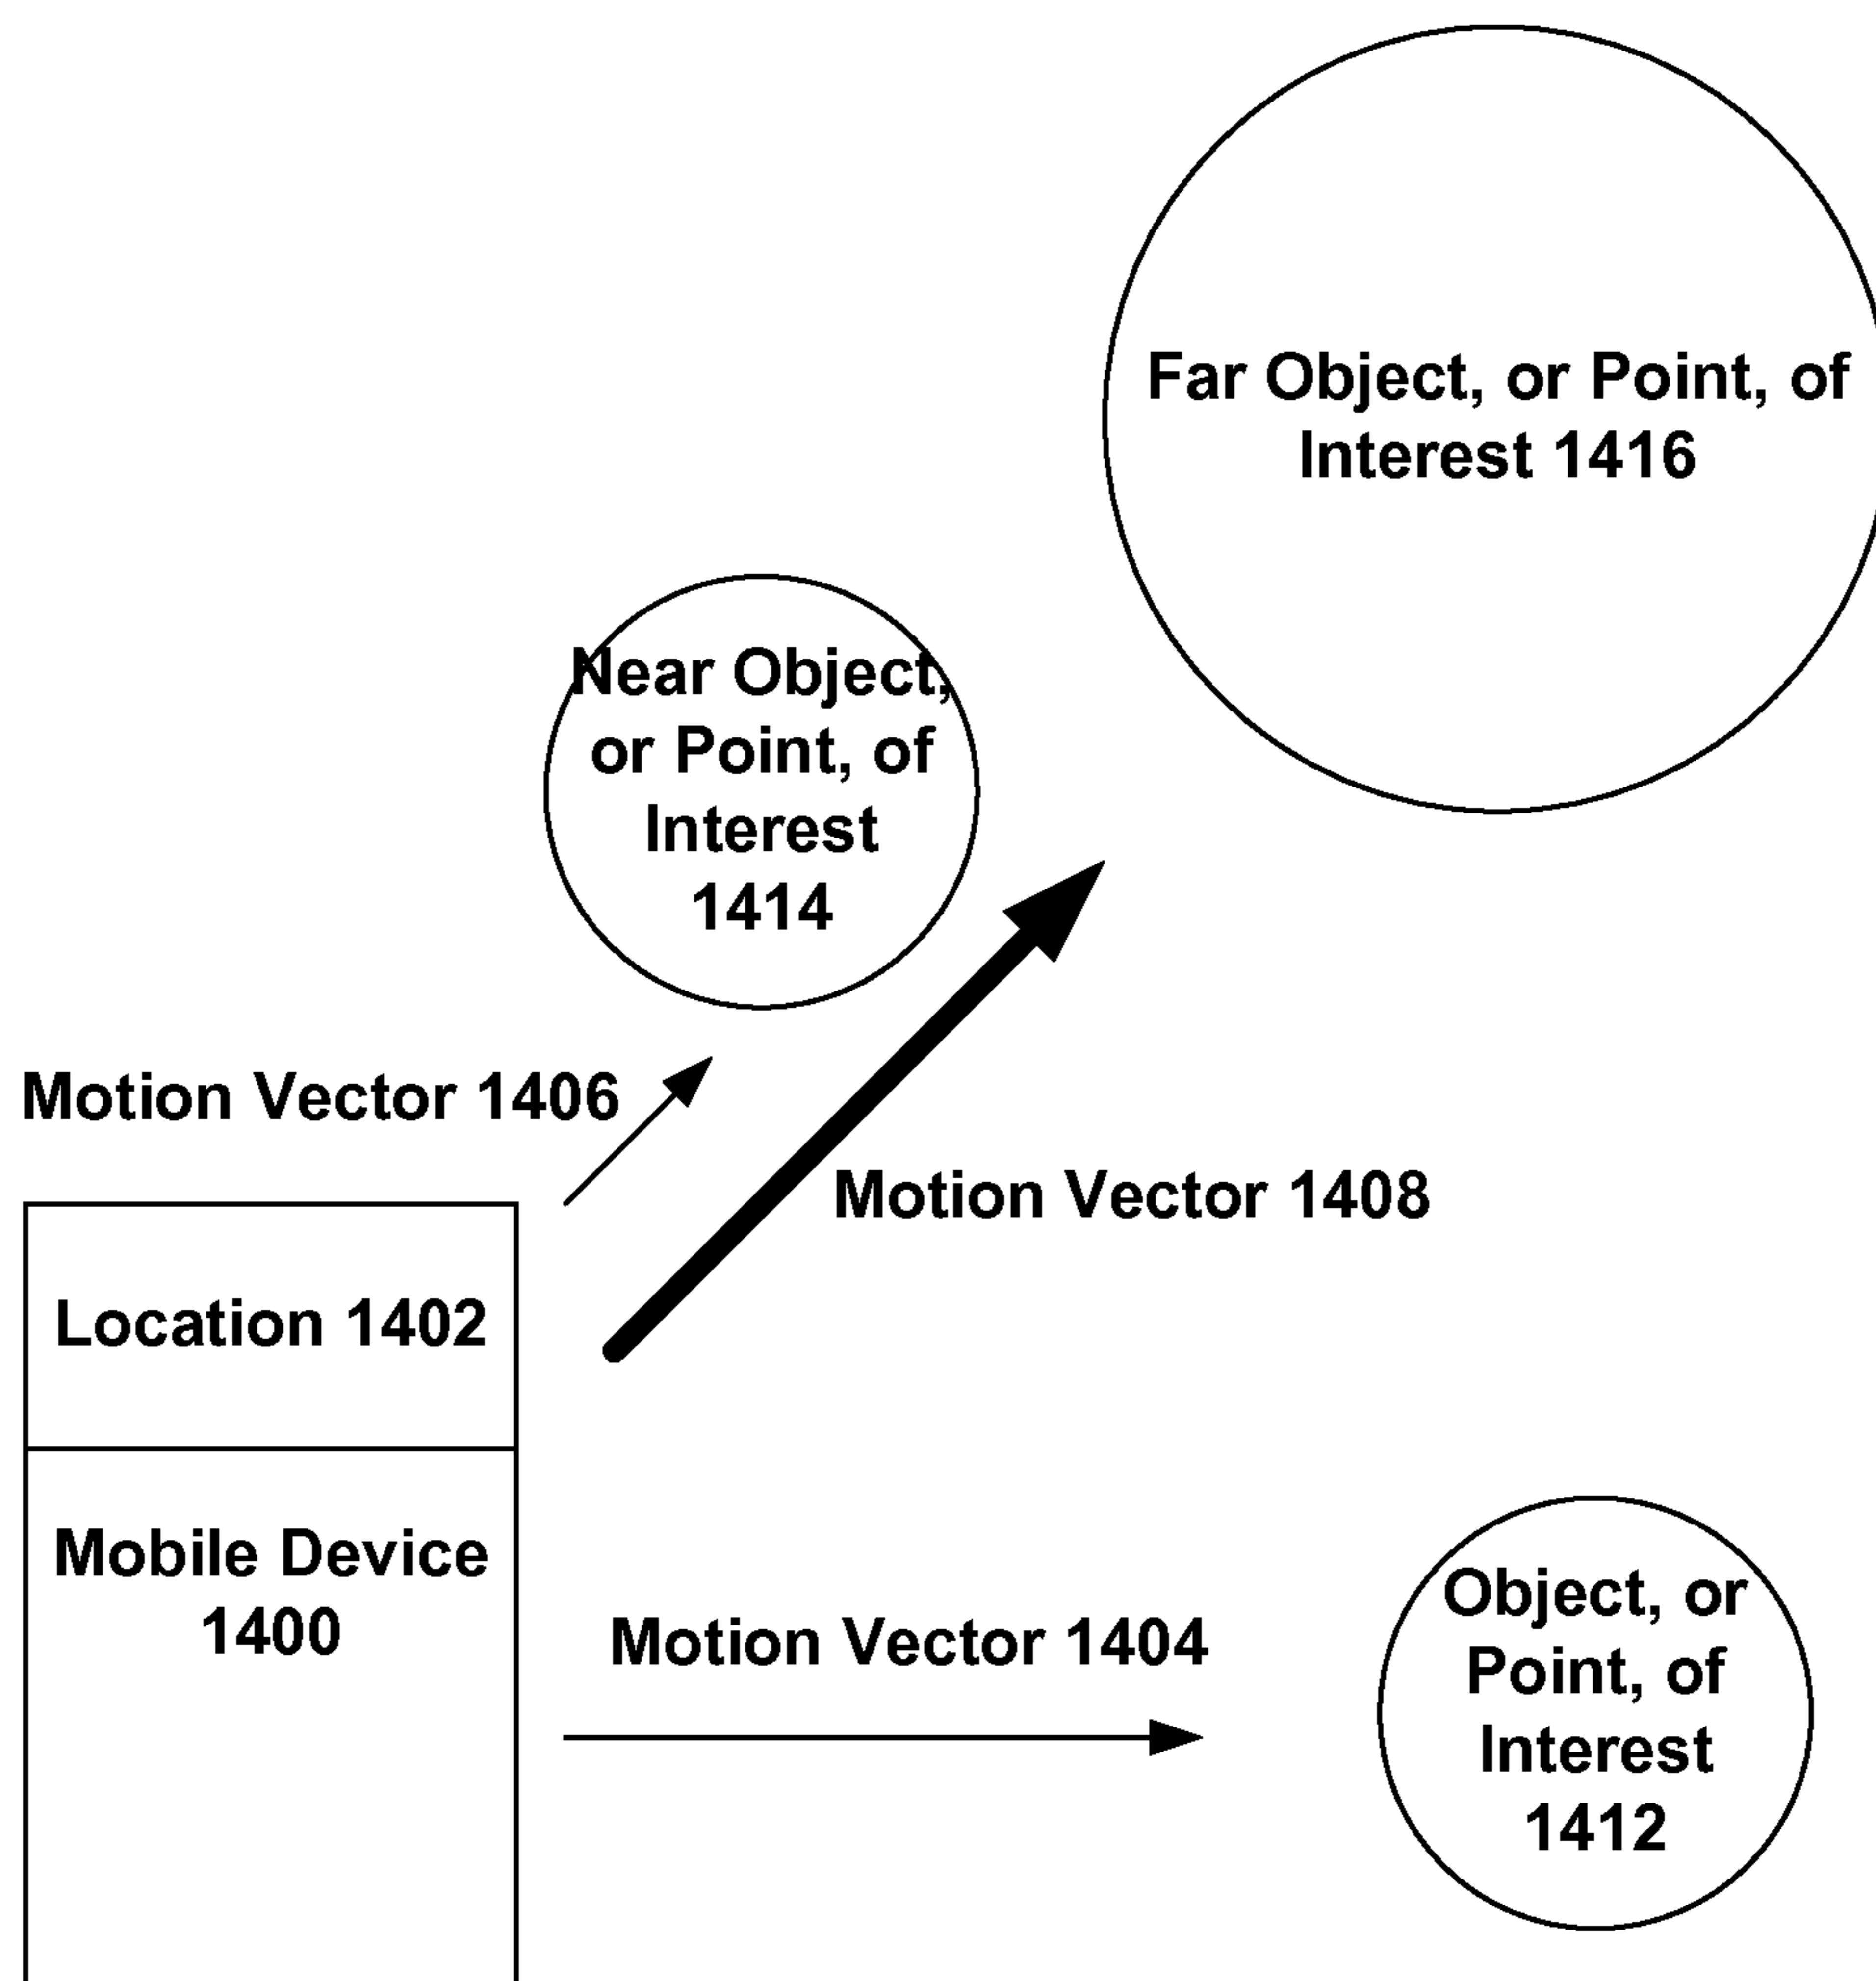 Far Object, or Point, of
Interest 1416
Near Object,
or Point, of
Interest
1414
Motion Vector 1406
Motion Vector 1408
Location 1402
Mobile Device
1400
Motion Vector 1404
Object, or
Point, of
Interest
1412